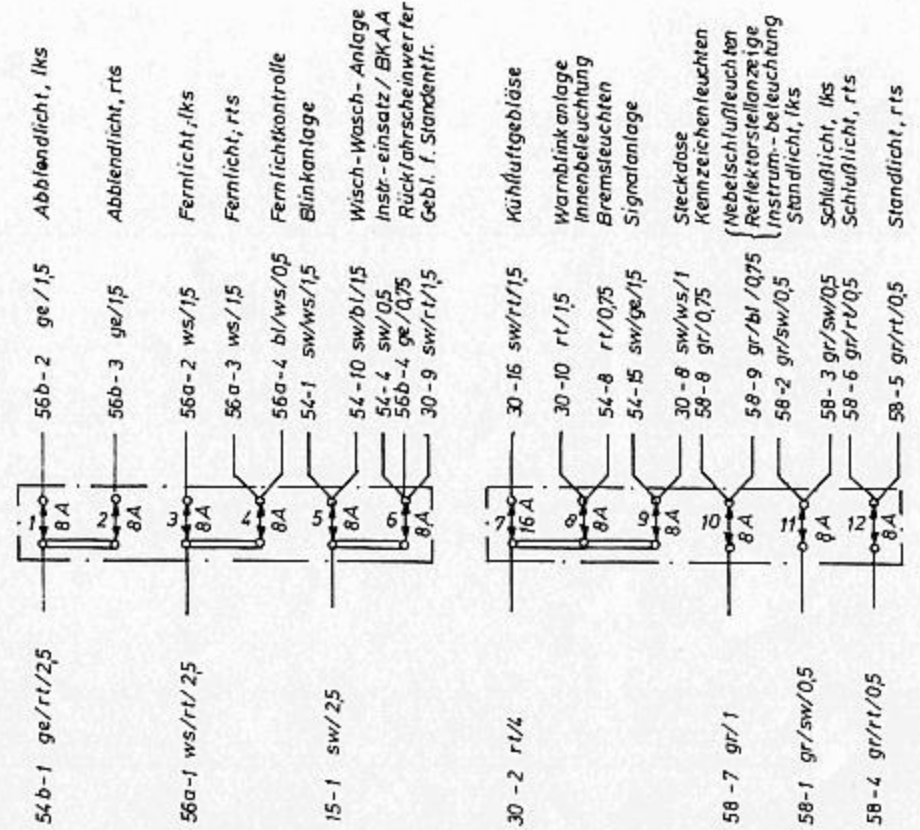 54b-1 ge/rt/2,5
1
8A
56b-2 ge/1,5 Abblendlicht, lks
2
8A
56b-3 ge/1,5 Abblendlicht, rts
56a-1 ws/rt/2,5
3
8A
56a-2 ws/1,5 Fernlicht, lks
4
8A
56a-3 ws/1,5 Fernlicht, rts
56a-4 bl/ws/0,5 Fernlichtkontrolle
15-1 sw/2,5
5
8A
54-1 sw/ws/1,5 Blinkanlage
54-10 sw/bl/1,5 Wisch-Wasch-Anlage
6
8A
54-4 sw/0,5 Instr.-einsatz/BKAA
56b-4 ge/0,75 Rückfahrscheinwerfer
30-9 sw/rt/1,5 Gebl. f. Standentfr.
30-2 rt/4
7
16A
30-16 sw/rt/1,5 Kühlluftgebläse
8
8A
30-10 rt/1,5 Warnblinkanlage
Innenbeleuchtung
54-8 rt/0,75 Bremsleuchten
9
8A
54-15 sw/ge/1,5 Signalanlage
30-8 sw/ws/1 Steckdose
58-7 gr/1
10
8A
58-8 gr/0,75 Kennzeichenleuchten
58-9 gr/bl/0,75 Nebelschlußleuchten
Reflektorstellanzeige
Instrum.-beleuchtung
58-1 gr/sw/0,5
11
8A
58-2 gr/sw/0,5 Standlicht, lks
58-3 gr/sw/0,5 Schlußlicht, lks
58-4 gr/rt/0,5
12
8A
58-6 gr/rt/0,5 Schlußlicht, rts
58-5 gr/rt/0,5 Standlicht, rts